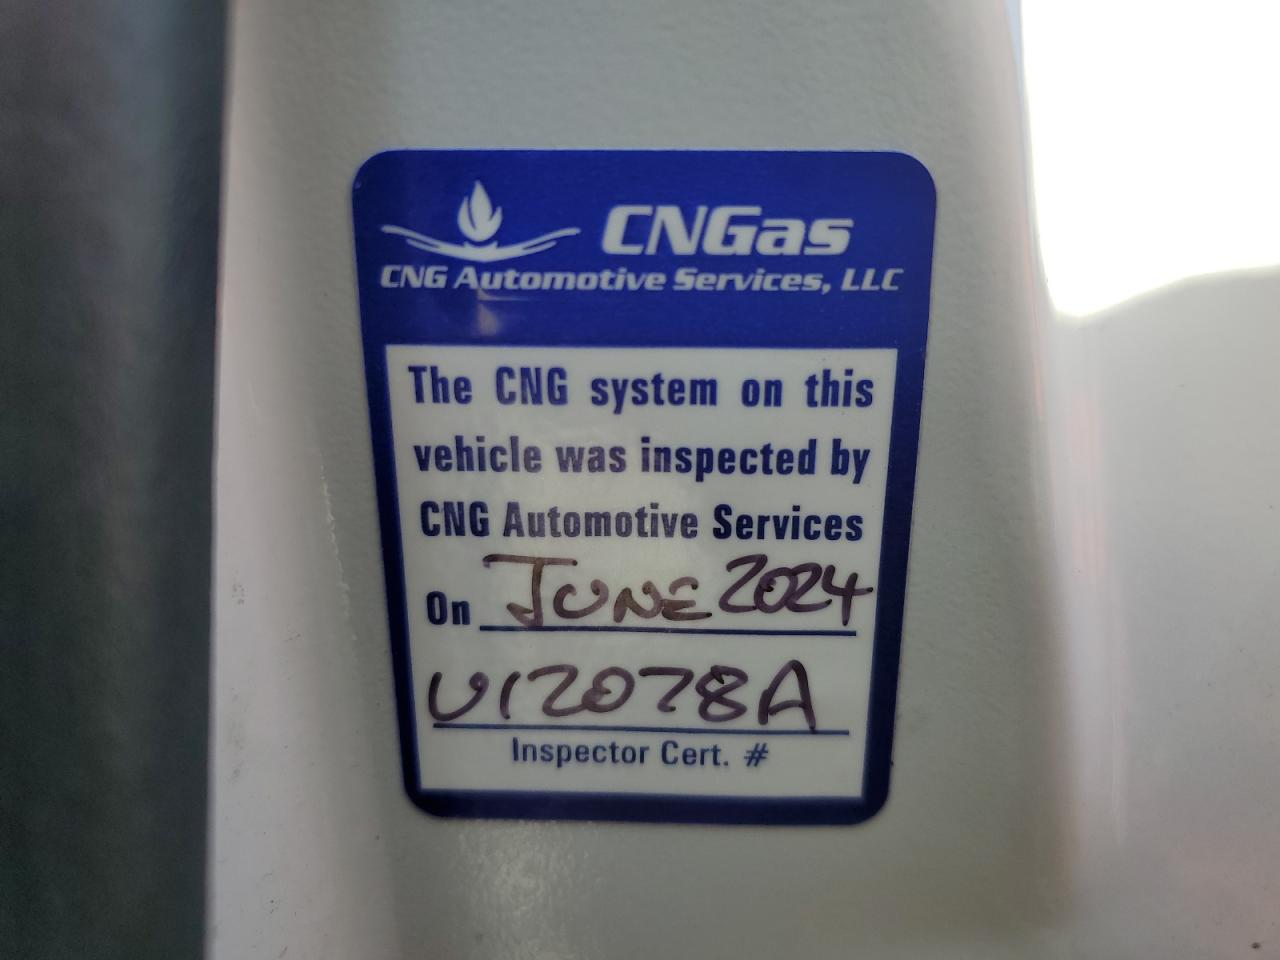 CNGas
CNG Automotive Services, LLC
The CNG system on this
vehicle was inspected by
CNG Automotive Services
On JUNE 2024
U12078A
Inspector Cert. #